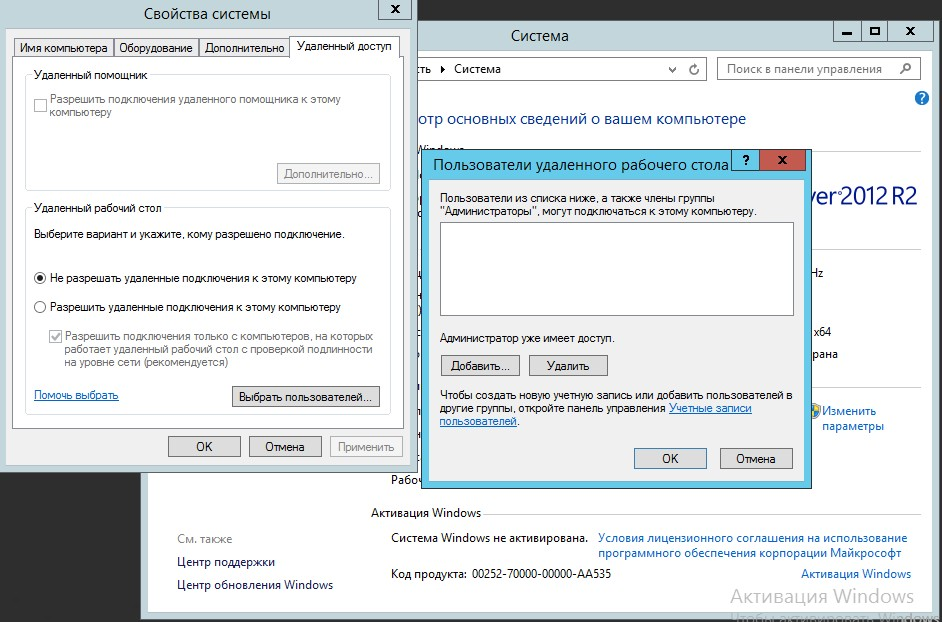 Свойства системы
Имя компьютера
Оборудование
Дополнительно
Удаленный доступ
Удаленный помощник
Разрешить подключения удаленного помощника к этому
компьютеру
Дополнительно...
Удаленный рабочий стол
Выберите вариант и укажите, кому разрешено подключение.
Не разрешать удаленные подключения к этому компьютеру
Разрешить удаленные подключения к этому компьютеру
Разрешить подключения только с компьютеров, на которых
работает удаленный рабочий стол с проверкой подлинности
на уровне сети (рекомендуется)
Помочь выбрать
Выбрать пользователей...
OK
Отмена
Применить
Система
Система
Поиск в панели управления
?
основных сведений о вашем компьютере
Пользователи удаленного рабочего стола
?
Пользователи из списка ниже, а также члены группы
"Администраторы", могут подключаться к этому компьютеру.
Администратор уже имеет доступ.
Добавить...
Удалить
Чтобы создать новую учетную запись или добавить пользователей в
другие группы, откройте панель управления Учетные записи
пользователей.
OK
Отмена
ver 2012 R2
Hz
x64
рана
Изменить
параметры
Активация Windows
Система Windows не активирована.
Условия лицензионного соглашения на использование
программного обеспечения корпорации Майкрософт
Код продукта: 00252-70000-00000-AA535
Активация Windows
См. также
Центр поддержки
Центр обновления Windows
Активация Windows